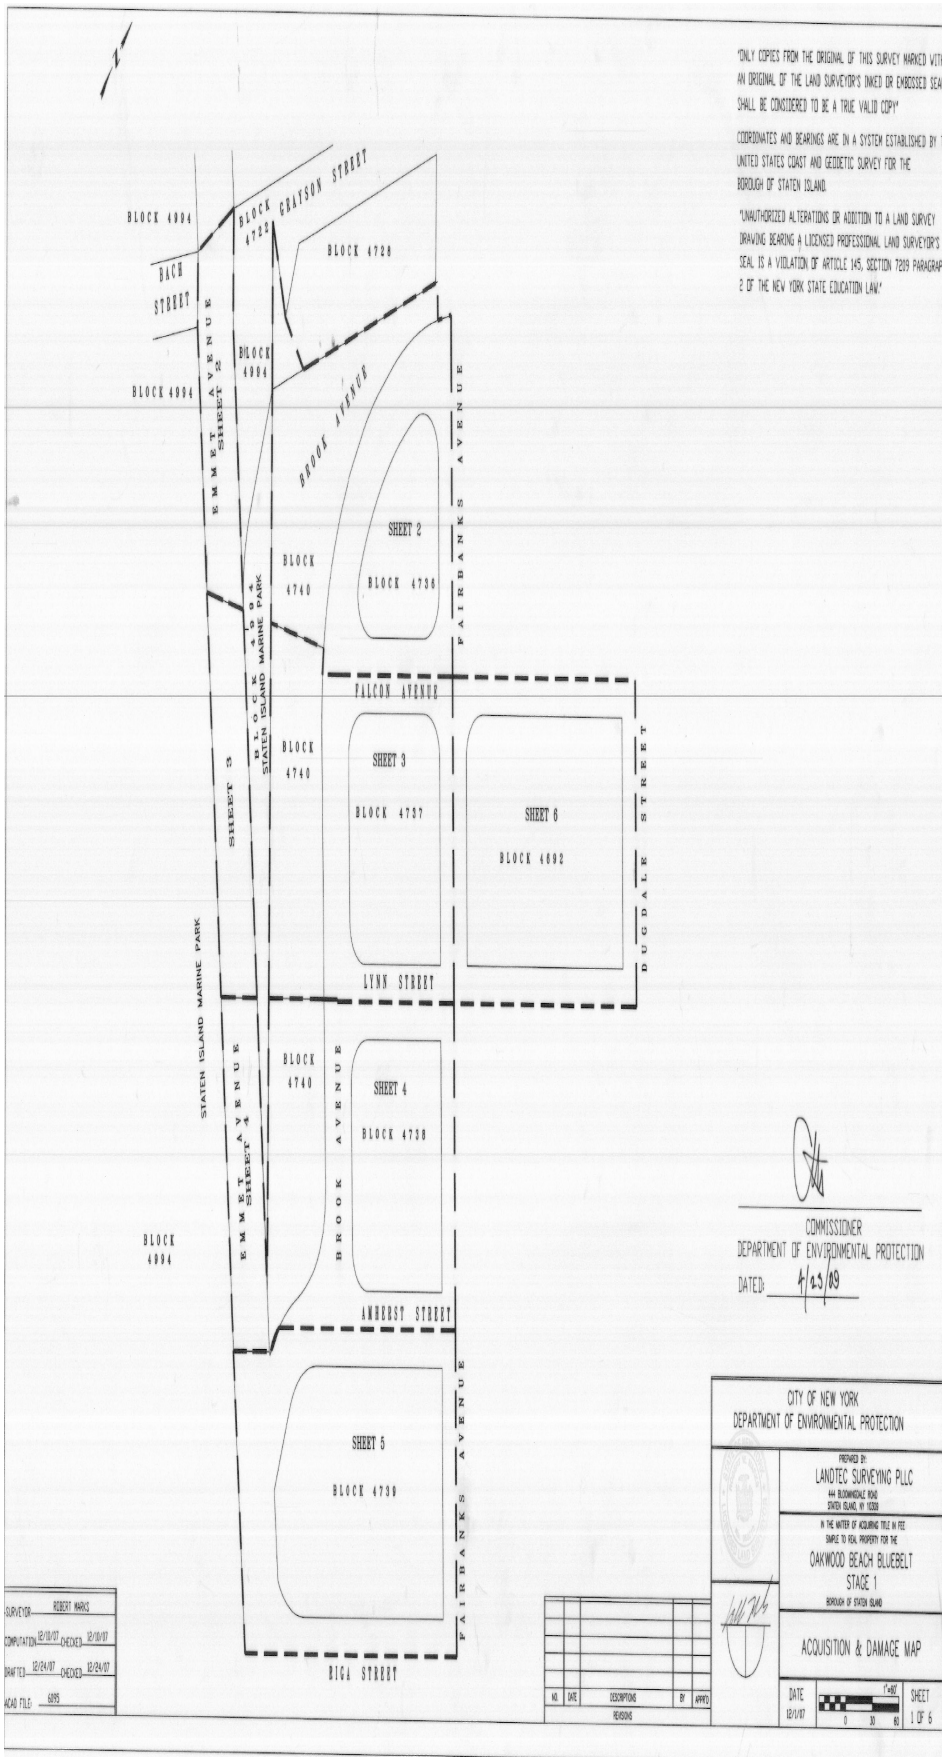 N
"ONLY COPIES FROM THE ORIGINAL OF THIS SURVEY MARKED WITH
AN ORIGINAL OF THE LAND SURVEYOR'S INKED OR EMBOSSED SEAL
SHALL BE CONSIDERED TO BE A TRUE VALID COPY"
COORDINATES AND BEARINGS ARE IN A SYSTEM ESTABLISHED BY
UNITED STATES COAST AND GEODETIC SURVEY FOR THE
BOROUGH OF STATEN ISLAND.
"UNAUTHORIZED ALTERATIONS OR ADDITION TO A LAND SURVEY
DRAWING BEARING A LICENSED PROFESSIONAL LAND SURVEYOR'S
SEAL IS A VIOLATION OF ARTICLE 145, SECTION 7209 PARAGRAP
2 OF THE NEW YORK STATE EDUCATION LAW."
BLOCK 4994
BLOCK
4722
GRAYSON STREET
BLOCK 4728
BACH
STREET
BLOCK
4994
BLOCK 4994
EMMET AVENUE
SHEET 2
BROOK AVENUE
FAIRBANKS AVENUE
SHEET 2
BLOCK 4736
BLOCK
4740
BLOCK 4994
STATEN ISLAND MARINE PARK
FALCON AVENUE
BLOCK
4740
SHEET 3
SHEET 3
BLOCK 4737
SHEET 6
BLOCK 4692
DUGDALE STREET
LYNN STREET
STATEN ISLAND MARINE PARK
BLOCK
4740
EMMET AVENUE
SHEET 4
BROOK AVENUE
SHEET 4
BLOCK 4738
BLOCK
4994
AMHERST STREET
SHEET 5
BLOCK 4739
FAIRBANKS AVENUE
RIGA STREET
COMMISSIONER
DEPARTMENT OF ENVIRONMENTAL PROTECTION
DATED: 4/23/09
CITY OF NEW YORK
DEPARTMENT OF ENVIRONMENTAL PROTECTION
PREPARED BY:
LANDTEC SURVEYING PLLC
444 BLOOMINGDALE ROAD
STATEN ISLAND, NY 10309
IN THE MATTER OF ACQUIRING TITLE IN FEE
SIMPLE TO REAL PROPERTY FOR THE
OAKWOOD BEACH BLUEBELT
STAGE 1
BOROUGH OF STATEN ISLAND
ACQUISITION & DAMAGE MAP
DATE
12/1/07
1"=60'
0 30 60
SHEET
1 OF 6
SURVEYOR ROBERT MARKS
COMPUTATION 12/10/07 CHECKED 12/10/07
DRAFTED 12/24/07 CHECKED 12/24/07
ACAD FILE: 6095
NO. DATE DESCRIPTIONS BY APPR'D
REVISIONS